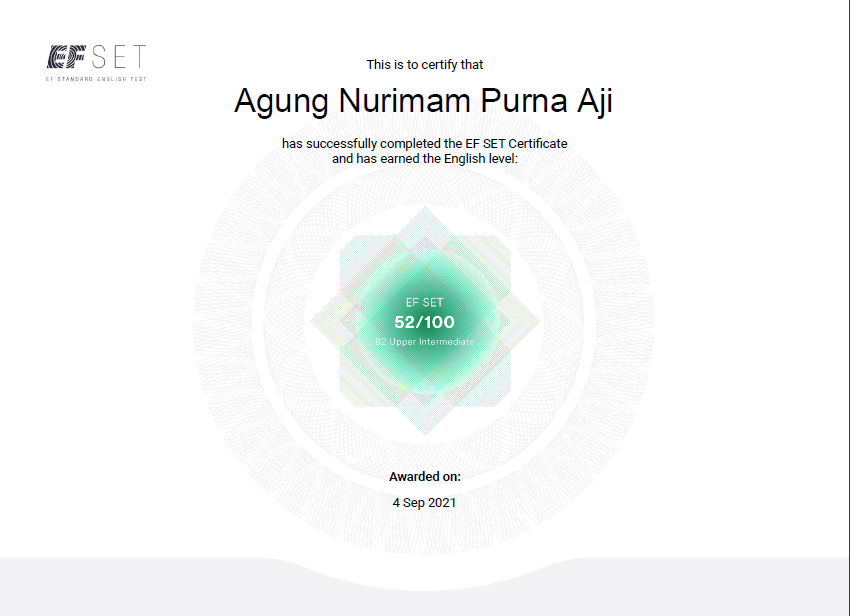 EF SET
EF STANDARD ENGLISH TEST
This is to certify that
Agung Nurimam Purna Aji
has successfully completed the EF SET Certificate
and has earned the English level:
EF SET
52/100
B2 Upper Intermediate
Awarded on:
4 Sep 2021